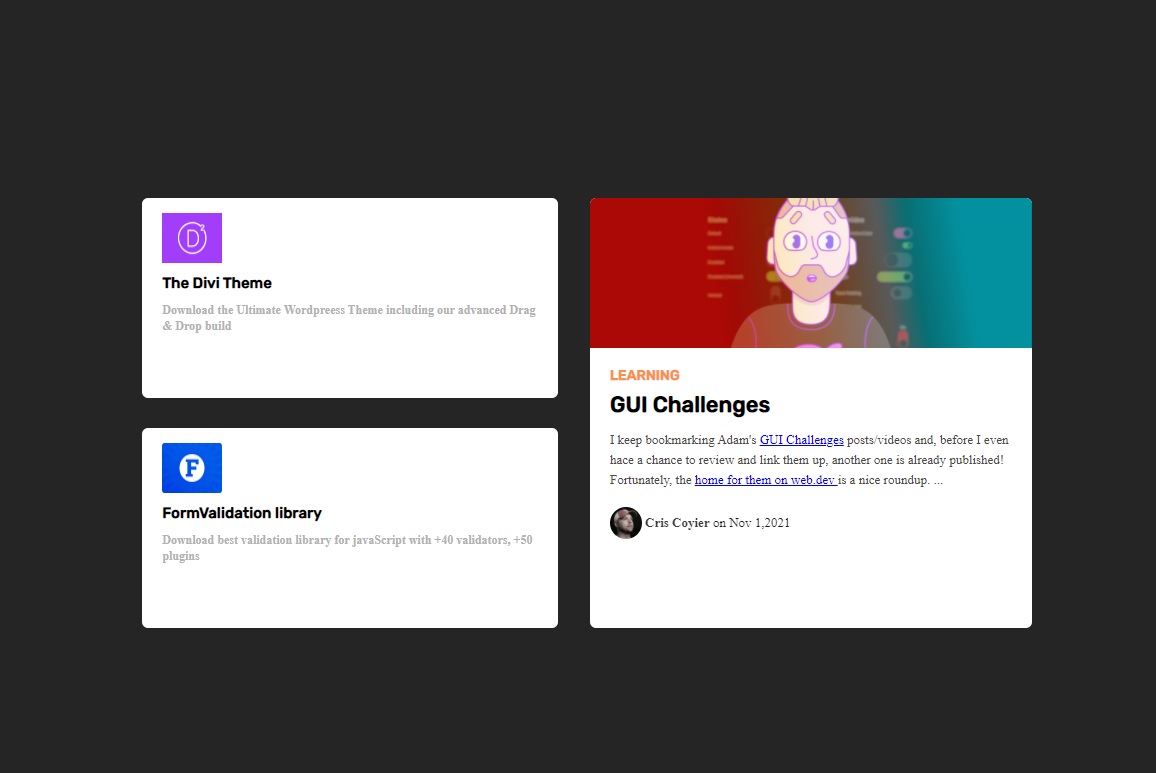 D
The Divi Theme
Download the Ultimate Wordpreess Theme including our advanced Drag
& Drop build
F
FormValidation library
Download best validation library for javaScript with +40 validators, +50
plugins
LEARNING
GUI Challenges
I keep bookmarking Adam's GUI Challenges posts/videos and, before I even
hace a chance to review and link them up, another one is already published!
Fortunately, the home for them on web.dev is a nice roundup. ...
Cris Coyier on Nov 1,2021